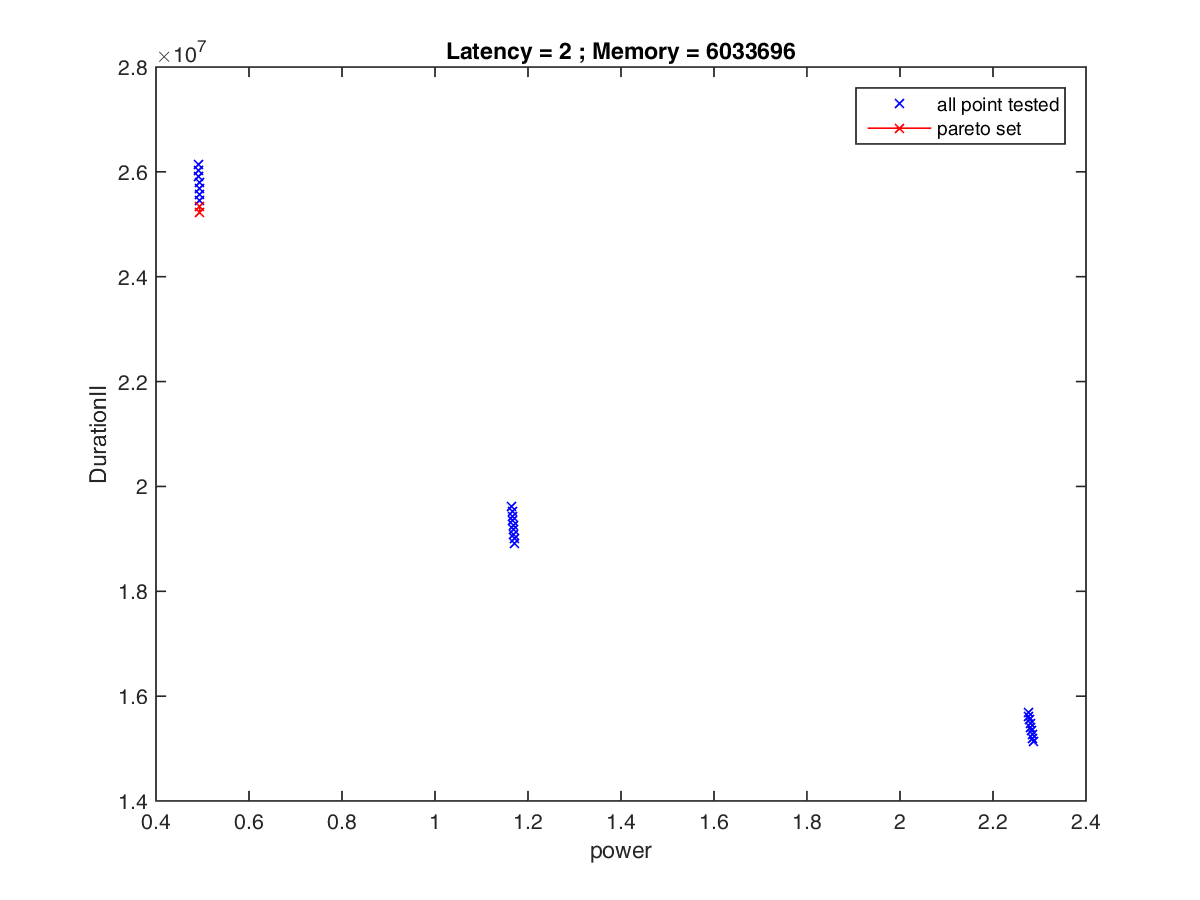 Latency = 2 ; Memory = 6033696
×10⁷
2.8
2.6
2.4
2.2
2
1.8
1.6
1.4
DurationII
all point tested
pareto set
0.4 0.6 0.8 1 1.2 1.4 1.6 1.8 2 2.2 2.4
power